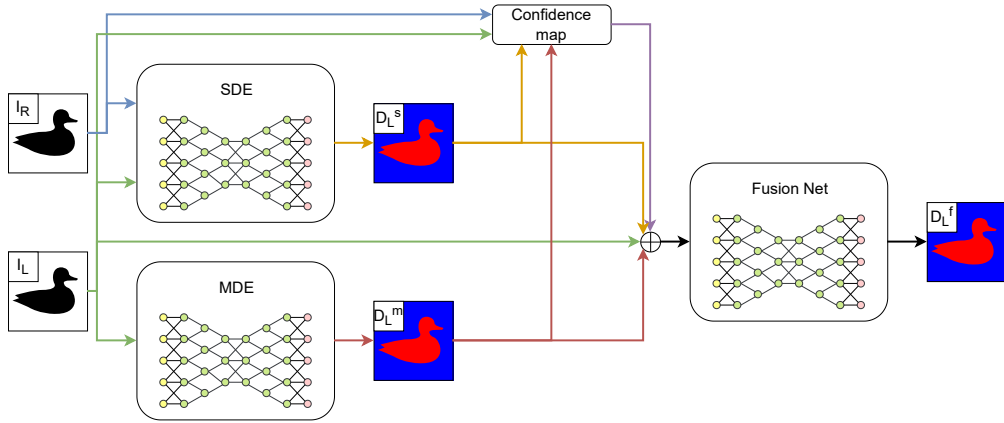 Confidence
map
I_R
SDE
D_L^s
Fusion Net
D_L^f
I_L
MDE
D_L^m